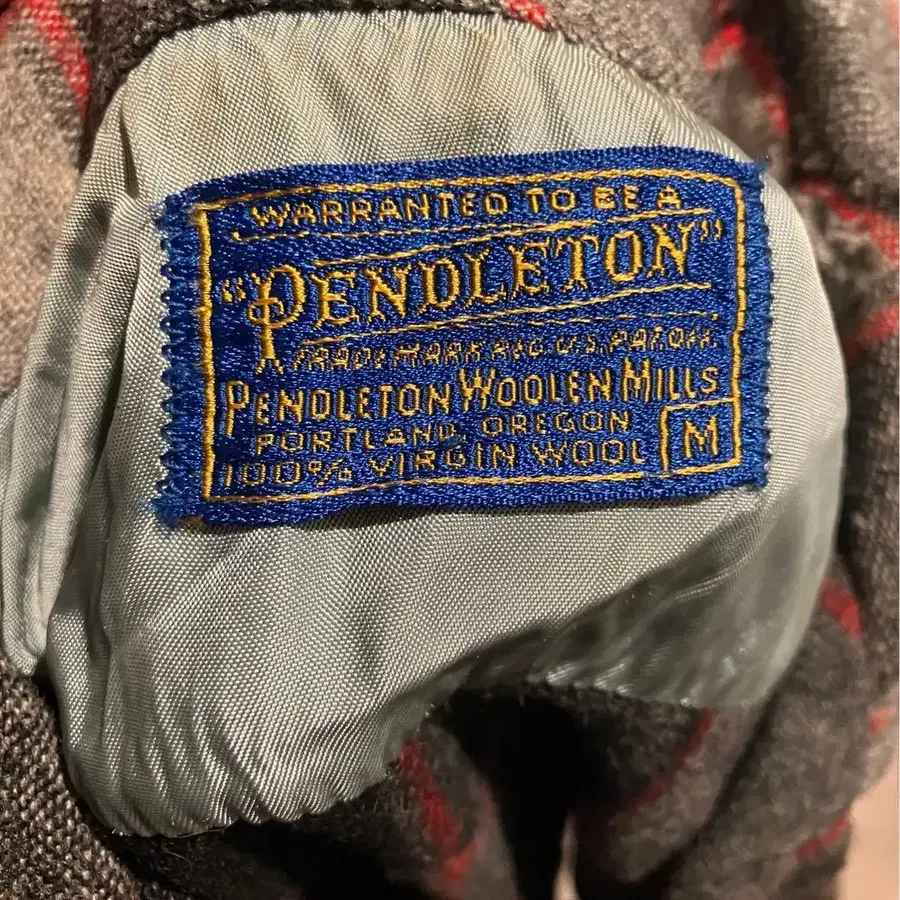 WARRANTED TO BE A
"PENDLETON"
TRADE MARK REG U.S. PAT. OFF.
PENDLETON WOOLEN MILLS
PORTLAND, OREGON
100% VIRGIN WOOL M